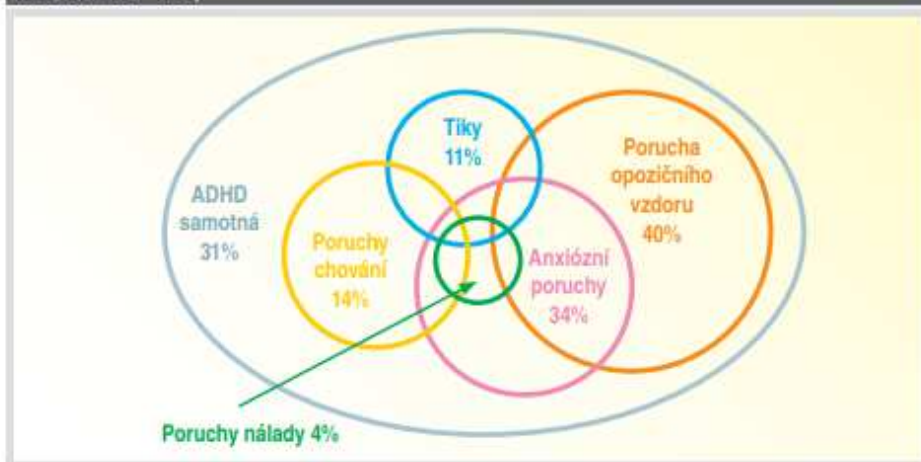 Tiky
11%
Porucha
opozičního
vzdoru
40%
ADHD
samotná
31%
Poruchy
chování
14%
Anxiózní
poruchy
34%
Poruchy nálady 4%